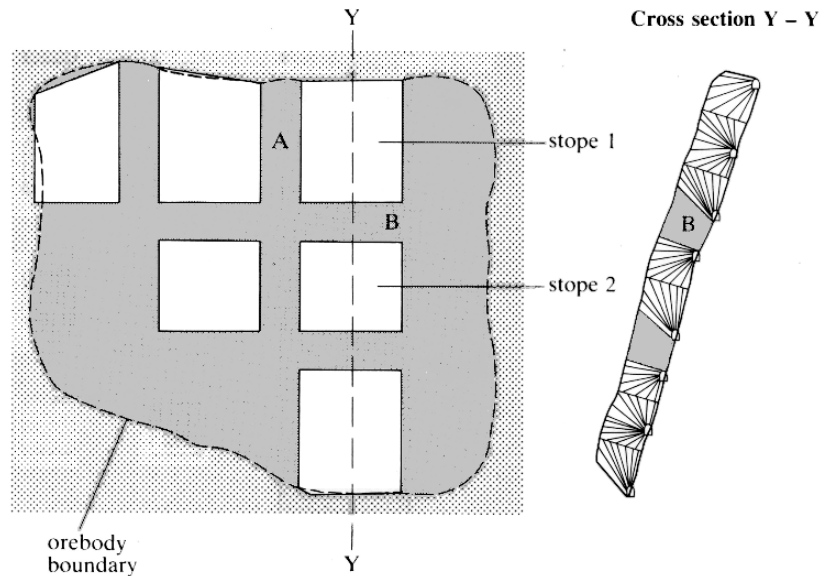 Y
Cross section Y – Y
A
stope 1
B
B
stope 2
Y
orebody
boundary